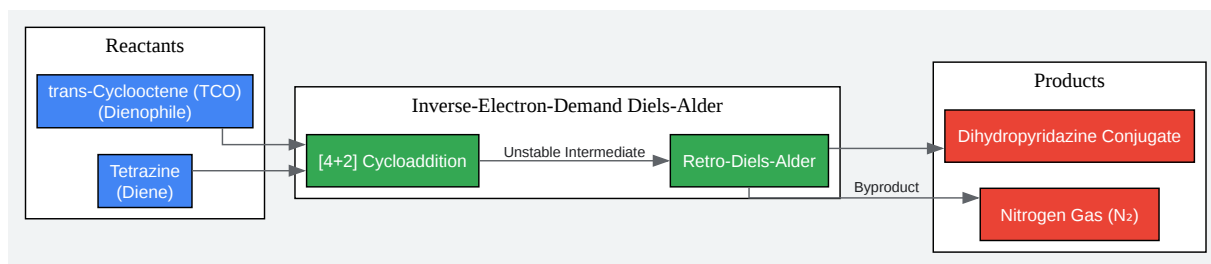 Reactants
trans-Cyclooctene (TCO)
(Dienophile)
Tetrazine
(Diene)
Inverse-Electron-Demand Diels-Alder
[4+2] Cycloaddition
Unstable Intermediate
Retro-Diels-Alder
Byproduct
Products
Dihydropyridazine Conjugate
Nitrogen Gas (N₂)